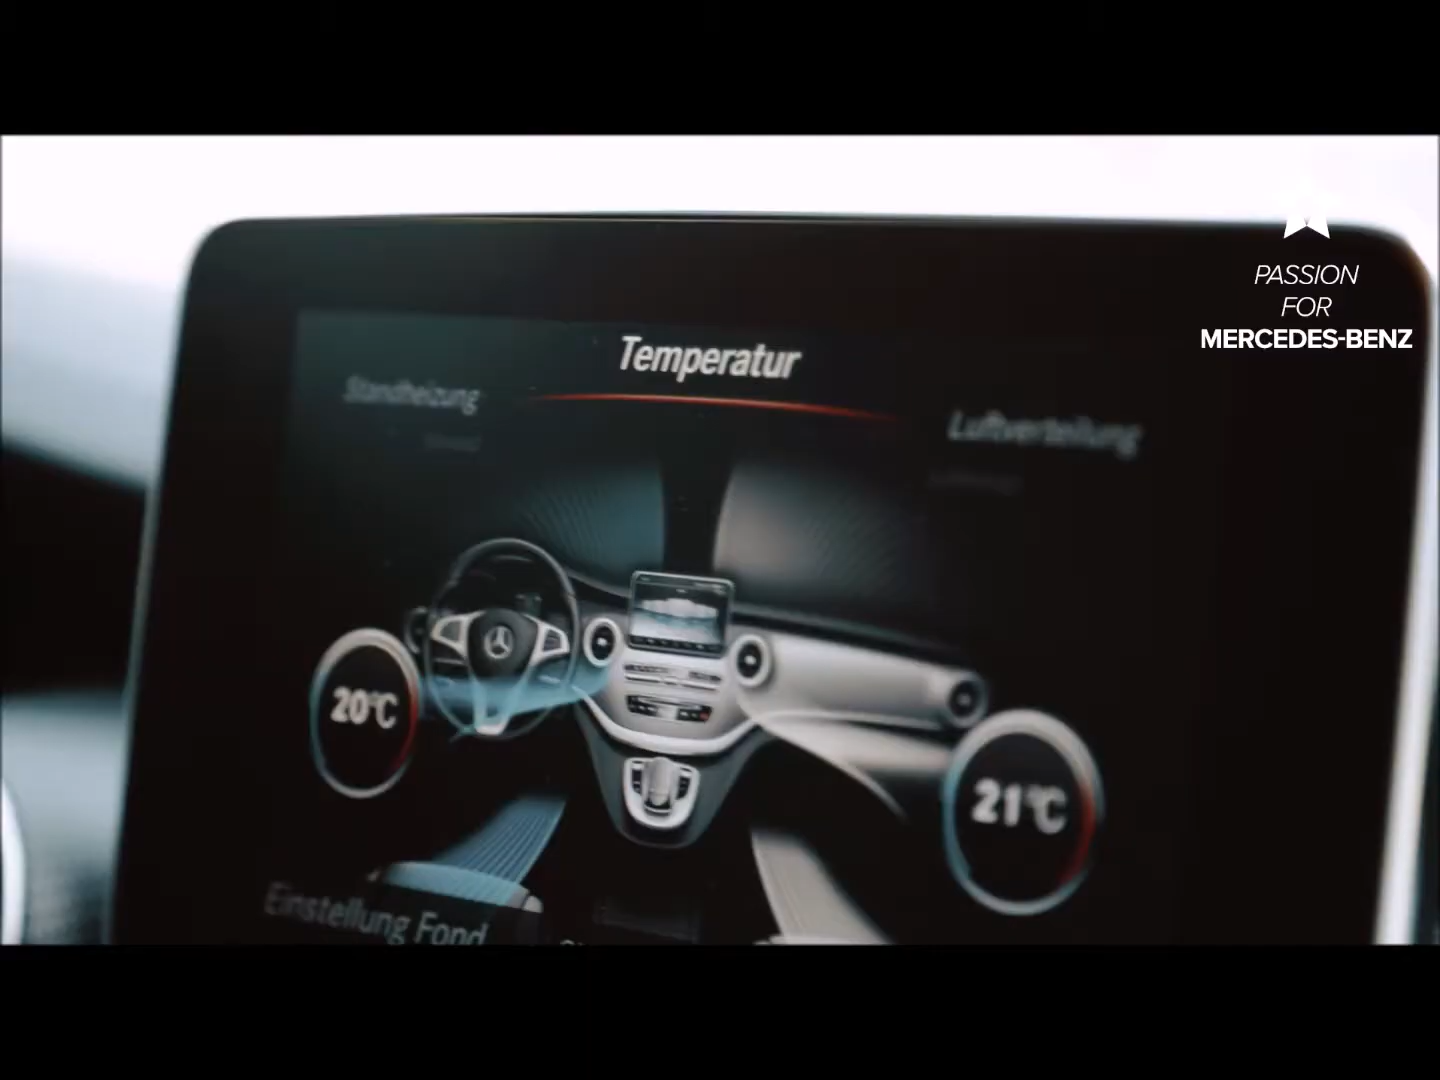 PASSION
FOR
MERCEDES-BENZ
Temperatur
Standheizung
Luftverteilung
20°C
21°C
Einstellung Fond